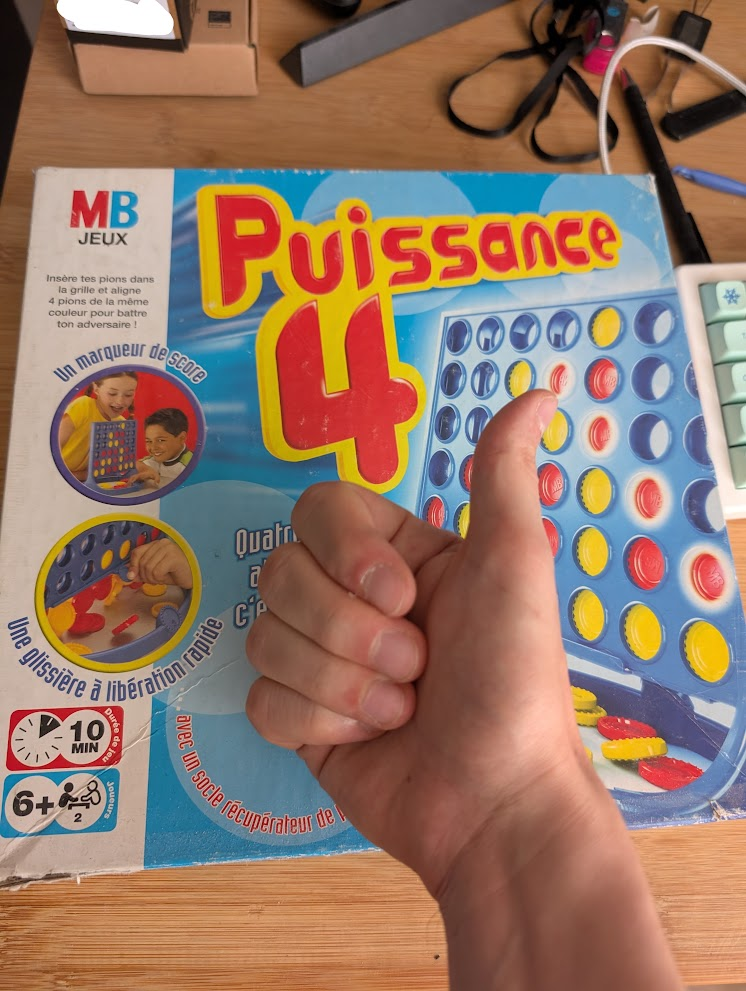 MB
JEUX
Insère tes pions dans
la grille et aligne
4 pions de la même
couleur pour battre
ton adversaire !
Puissance
4
Un marqueur de score
Une glissière à libération rapide
avec un socle récupérateur de
Durée de jeu
10
MIN
6+
2
Joueurs